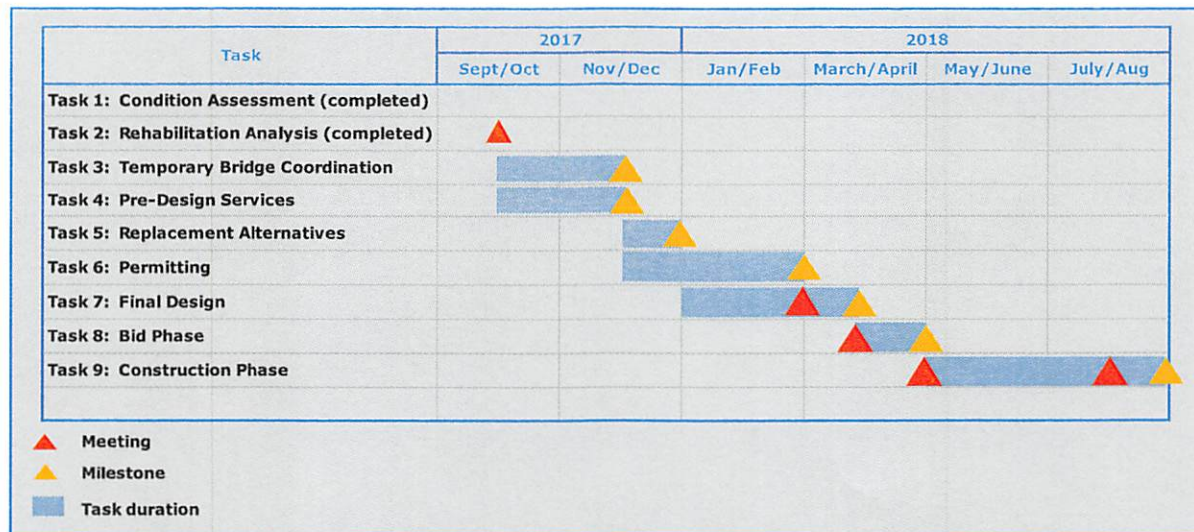 Task
2017
2018
Sept/Oct
Nov/Dec
Jan/Feb
March/April
May/June
July/Aug
Task 1: Condition Assessment (completed)
Task 2: Rehabilitation Analysis (completed)
Task 3: Temporary Bridge Coordination
Task 4: Pre-Design Services
Task 5: Replacement Alternatives
Task 6: Permitting
Task 7: Final Design
Task 8: Bid Phase
Task 9: Construction Phase
Meeting
Milestone
Task duration